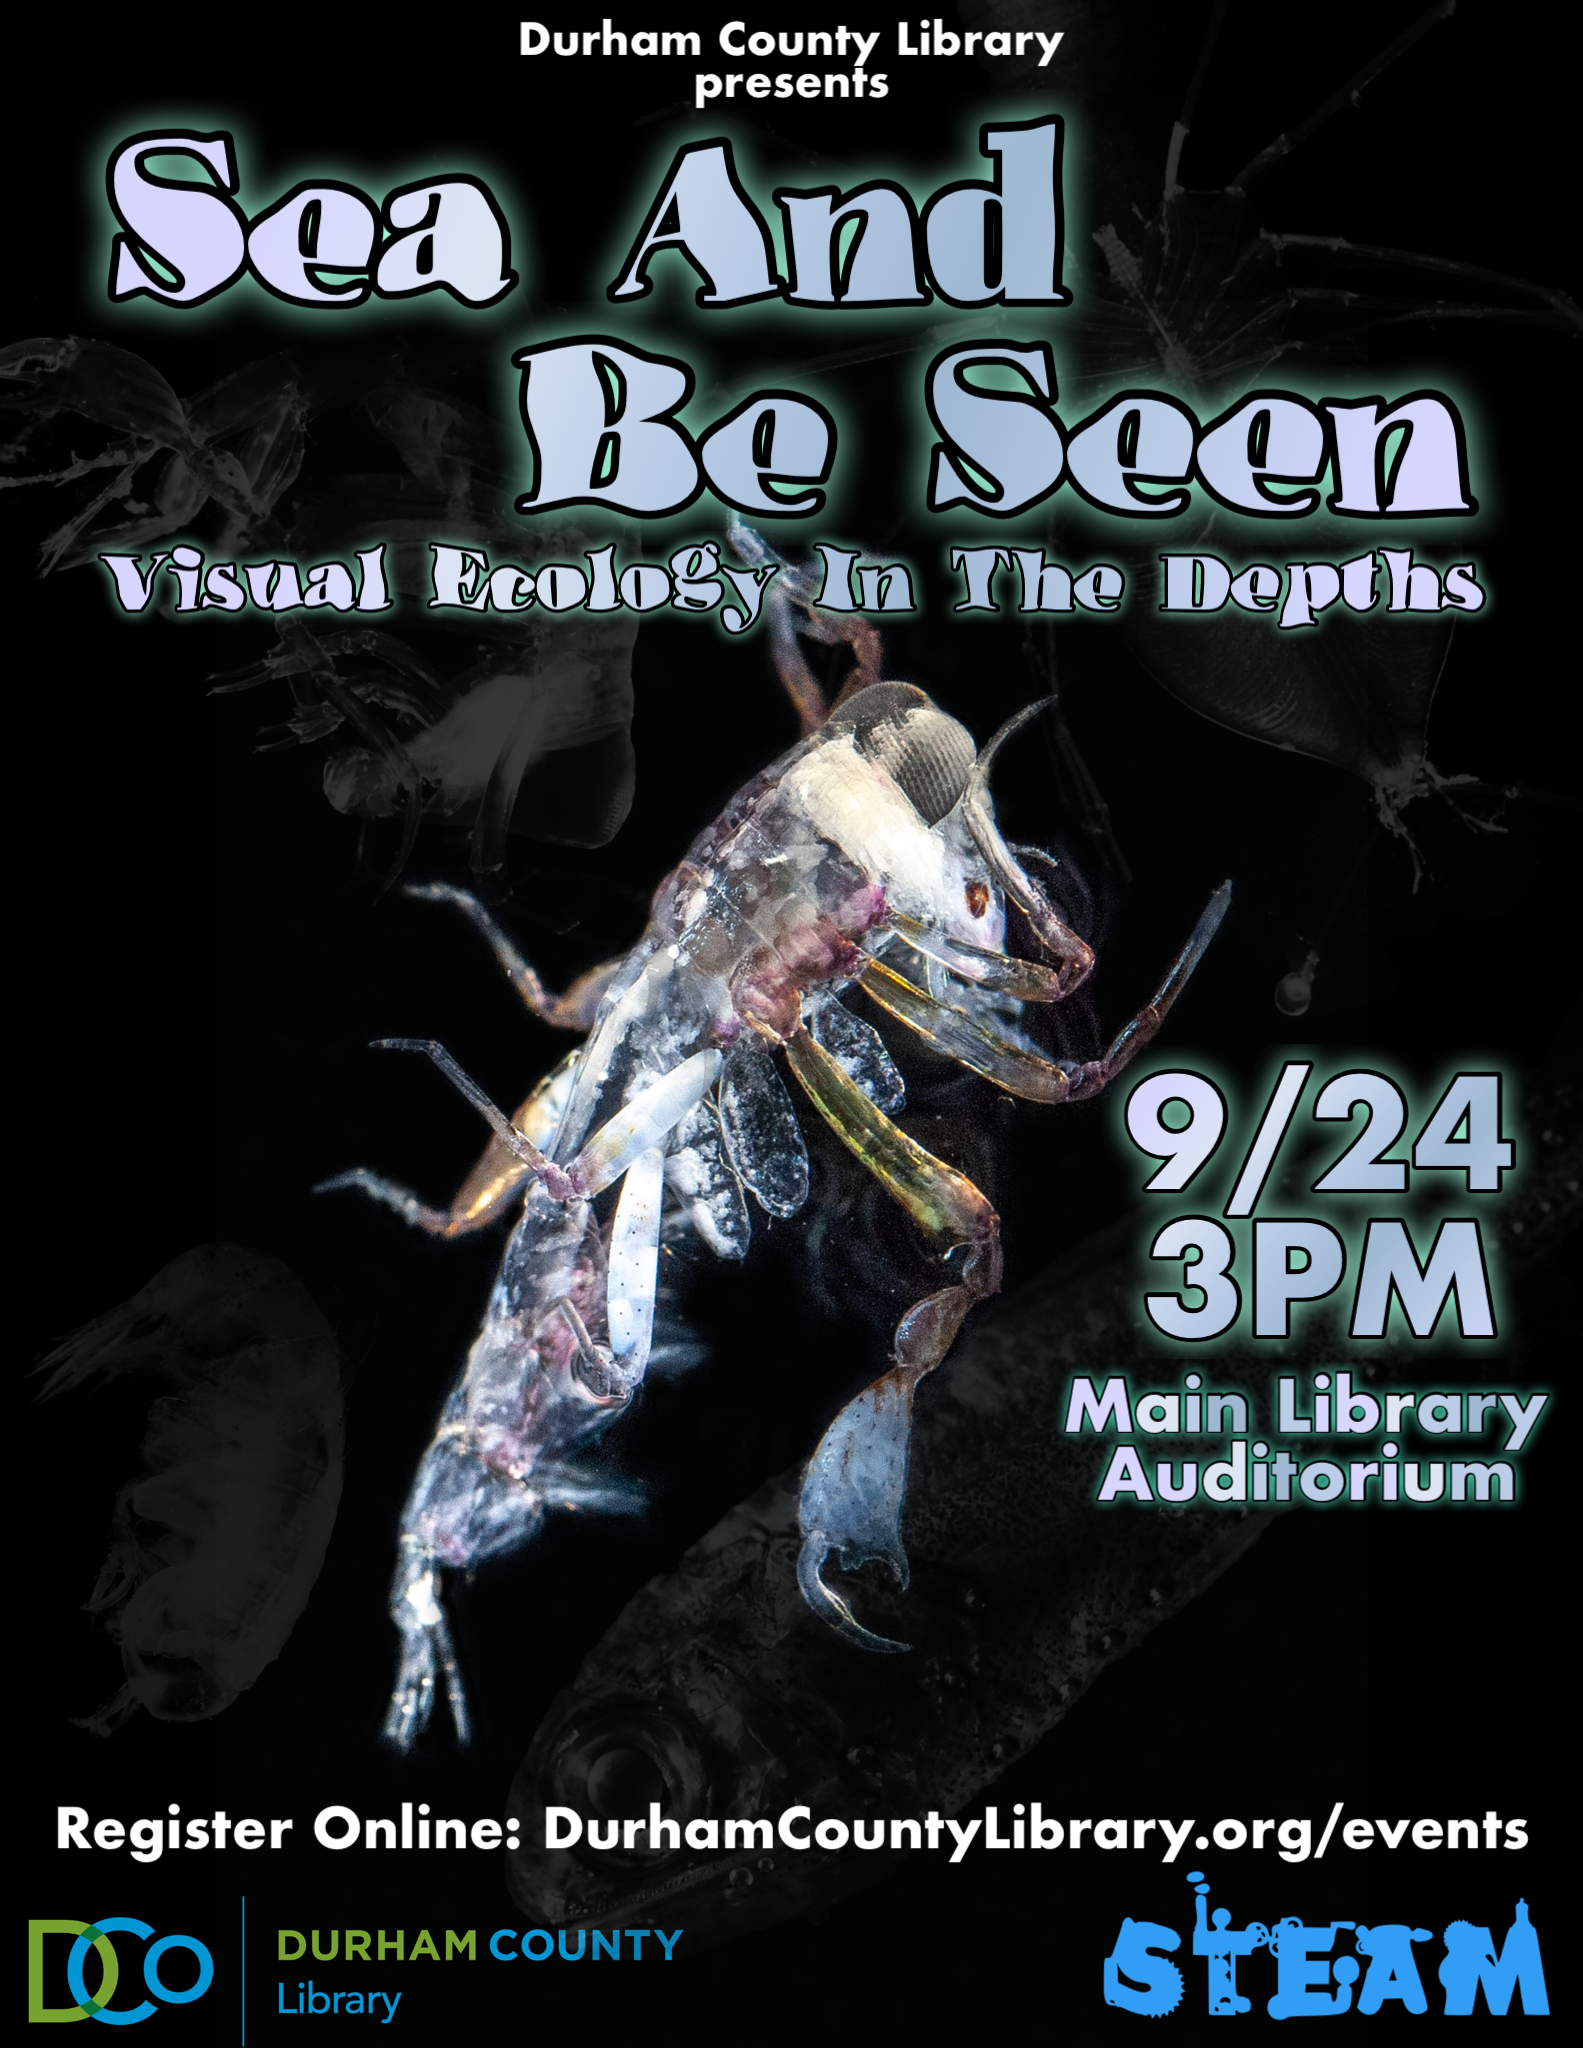 Durham County Library
presents
Sea And
Be Seen
Visual Ecology In The Depths
9/24
3PM
Main Library
Auditorium
Register Online: DurhamCountyLibrary.org/events
DCo
DURHAM COUNTY
Library
STEAM